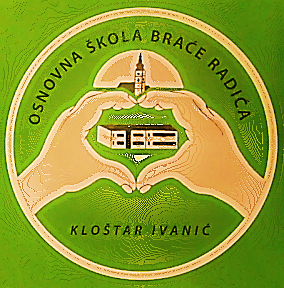 OSNOVNA ŠKOLA BRAĆE RADIĆA
KLOŠTAR IVANIĆ